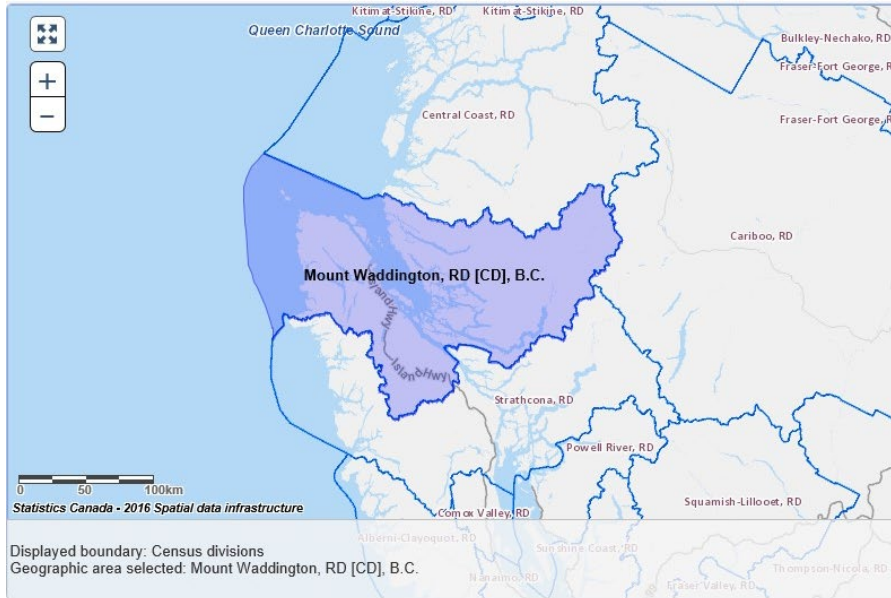 Kitimat-Stikine, RD
Kitimat-Stikine, RD
Queen Charlotte Sound
Bulkley-Nechako, RD
Fraser-Fort George, R
+
−
Central Coast, RD
Fraser-Fort George, R
Cariboo, RD
Mount Waddington, RD [CD], B.C.
Island Hwy
Island Hwy
Strathcona, RD
Powell River, RD
0 50 100km
Squamish-Lillooet, RD
Statistics Canada - 2016 Spatial data infrastructure
Comox Valley, RD
Alberni-Clayoquot, RD
Displayed boundary: Census divisions
Sunshine Coast, RD
Geographic area selected: Mount Waddington, RD [CD], B.C.
Thompson-Nicola, RD
Nanaimo, RD
Fraser Valley, RD